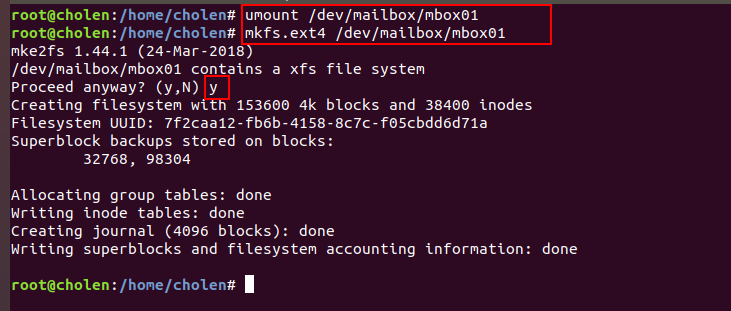 root@cholen:/home/cholen# umount /dev/mailbox/mbox01
root@cholen:/home/cholen# mkfs.ext4 /dev/mailbox/mbox01
mke2fs 1.44.1 (24-Mar-2018)
/dev/mailbox/mbox01 contains a xfs file system
Proceed anyway? (y,N) y
Creating filesystem with 153600 4k blocks and 38400 inodes
Filesystem UUID: 7f2caa12-fb6b-4158-8c7c-f05cbdd6d71a
Superblock backups stored on blocks:
        32768, 98304
Allocating group tables: done
Writing inode tables: done
Creating journal (4096 blocks): done
Writing superblocks and filesystem accounting information: done
root@cholen:/home/cholen#